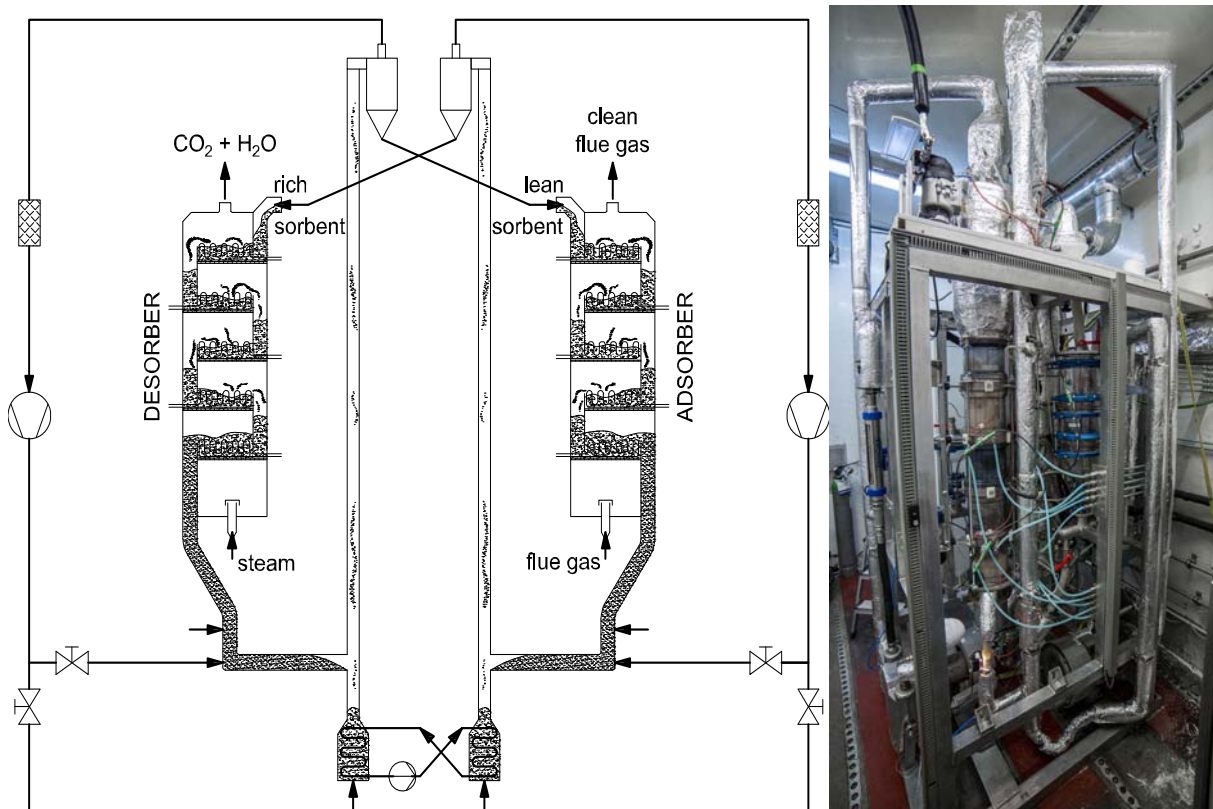 CO₂ + H₂O
clean
flue gas
rich
sorbent
lean
sorbent
DESORBER
ADSORBER
steam
flue gas